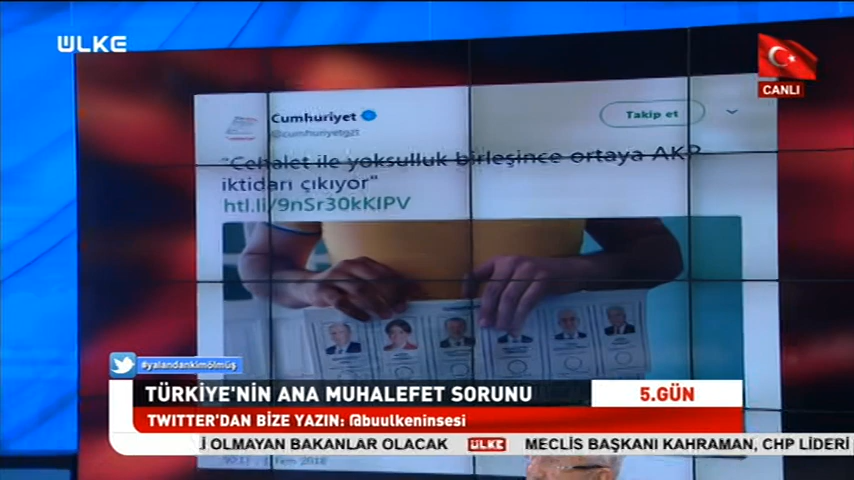 ÜLKE
CANLI
Cumhuriyet
@cumhuriyetgzt
Takip et
"Cehalet ile yoksulluk birleşince ortaya AKP
iktidarı çıkıyor"
htl.li/9nSr30kKIPV
#yalandankimölmüş
TÜRKİYE'NİN ANA MUHALEFET SORUNU
5.GÜN
TWITTER'DAN BİZE YAZIN: @buulkeninsesi
İ OLMAYAN BAKANLAR OLACAK ÜLKE MECLİS BAŞKANI KAHRAMAN, CHP LİDERİ
2018